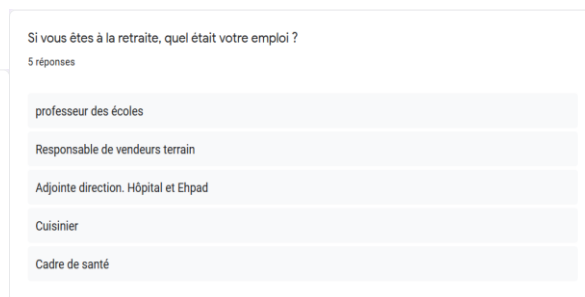 Si vous êtes à la retraite, quel était votre emploi ?
5 réponses
professeur des écoles
Responsable de vendeurs terrain
Adjointe direction. Hôpital et Ehpad
Cuisinier
Cadre de santé